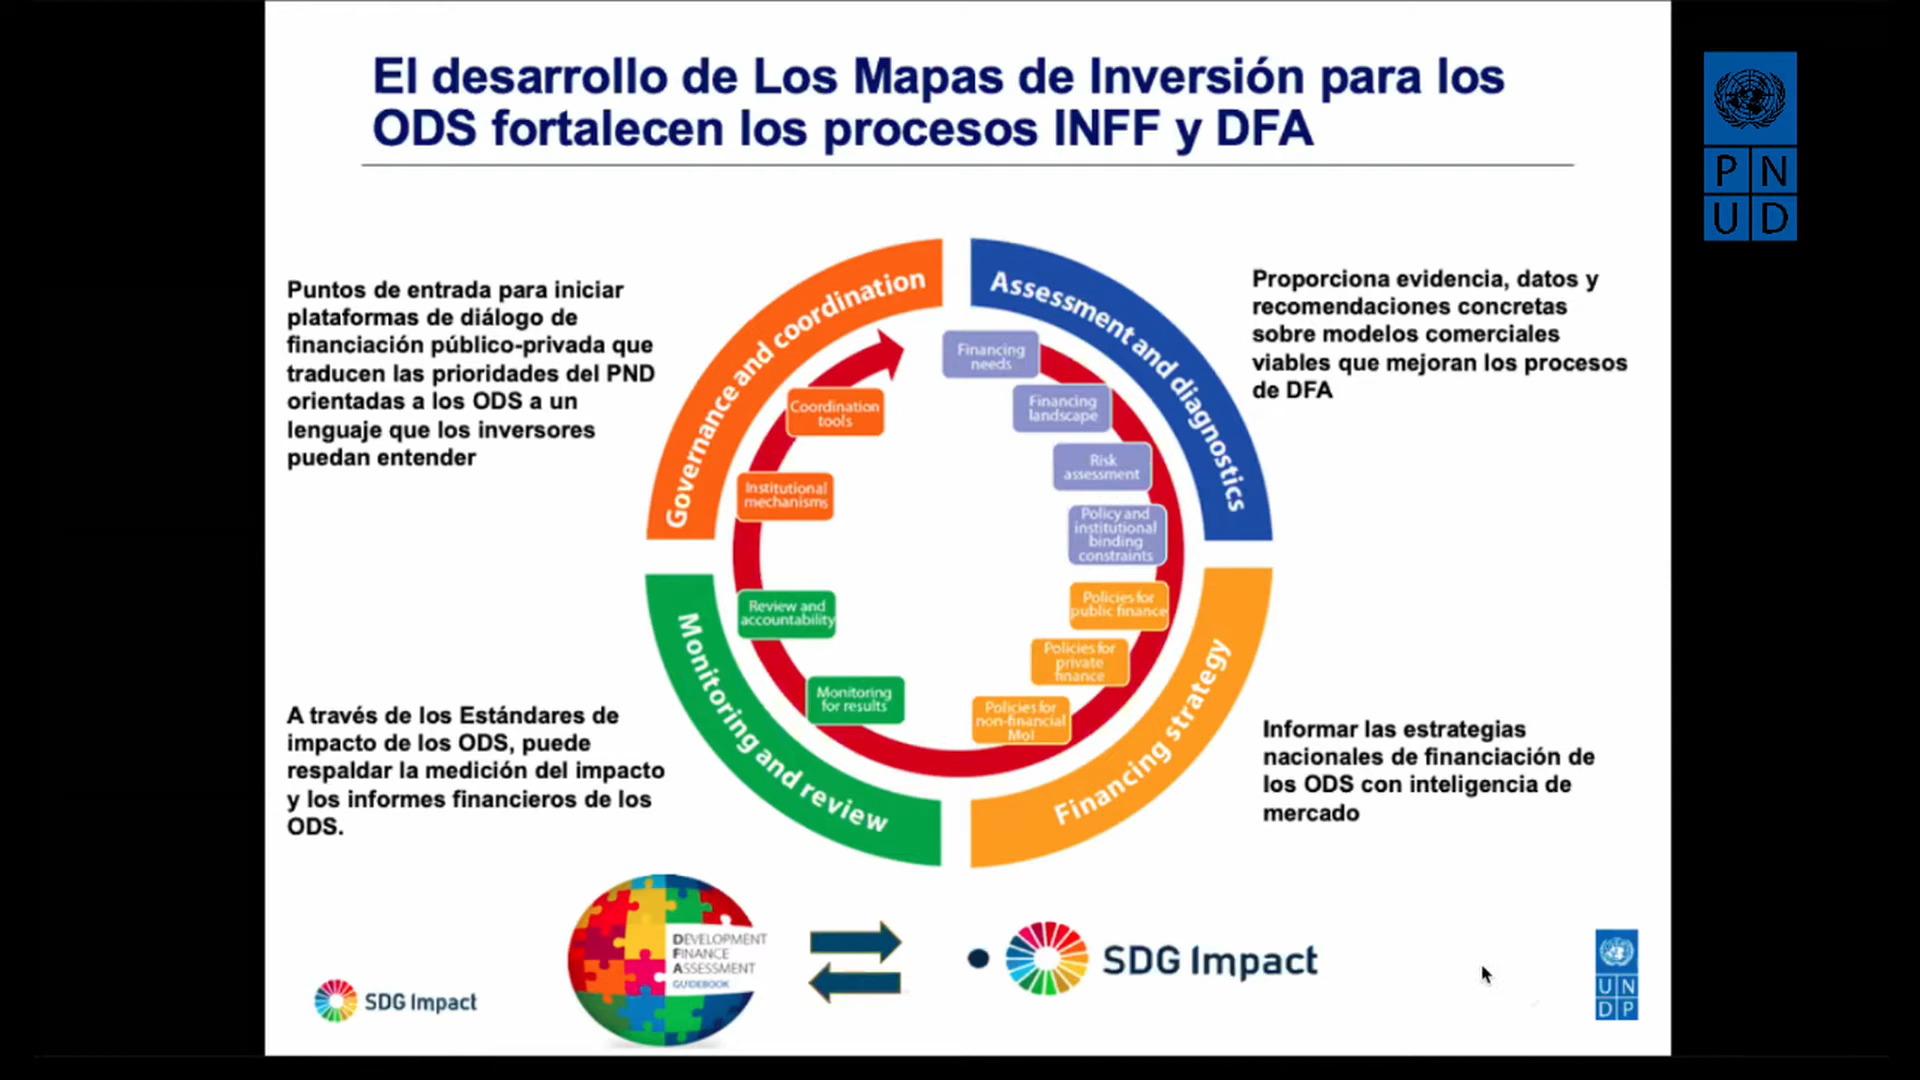 El desarrollo de Los Mapas de Inversión para los
ODS fortalecen los procesos INFF y DFA
P N
U D
Puntos de entrada para iniciar
plataformas de diálogo de
financiación público-privada que
traducen las prioridades del PND
orientadas a los ODS a un
lenguaje que los inversores
puedan entender
Proporciona evidencia, datos y
recomendaciones concretas
sobre modelos comerciales
viables que mejoran los procesos
de DFA
Governance and coordination
Assessment and diagnostics
Financing
needs
Financing
landscape
Risk
assessment
Policy and
institutional
binding
constraints
Policies for
public finance
Policies for
private
finance
Policies for
non-financial
MoI
Financing strategy
Monitoring
for results
Review and
accountability
Monitoring and review
Institutional
mechanisms
Coordination
tools
A través de los Estándares de
impacto de los ODS, puede
respaldar la medición del impacto
y los informes financieros de los
ODS.
Informar las estrategias
nacionales de financiación de
los ODS con inteligencia de
mercado
SDG Impact
DEVELOPMENT
FINANCE
ASSESSMENT
GUIDEBOOK
SDG Impact
U N
D P